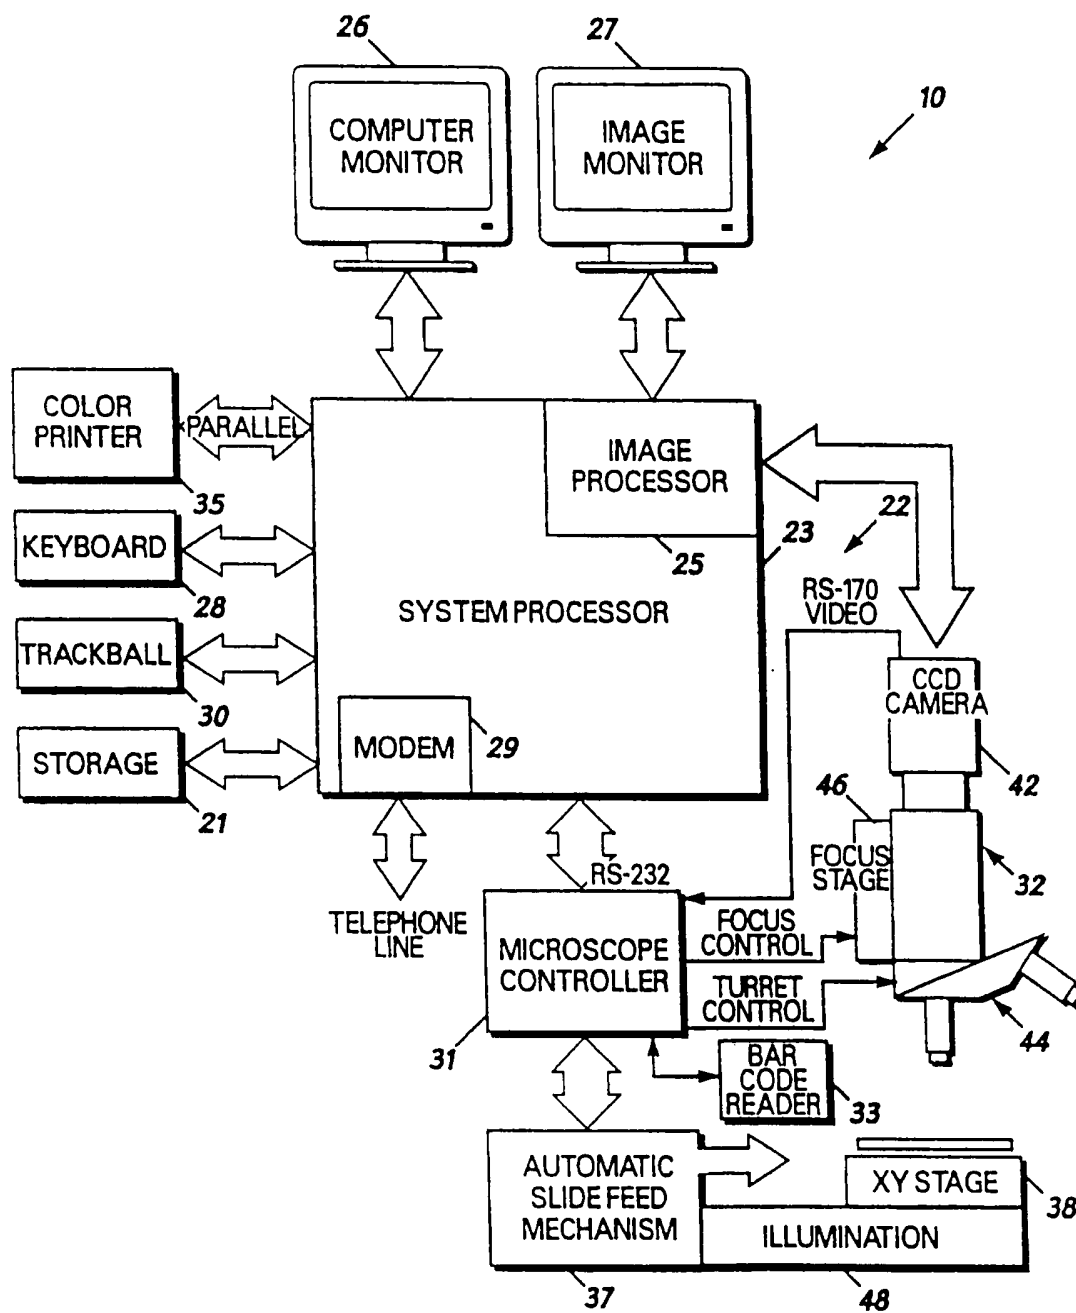 26
27
10
COMPUTER
MONITOR
IMAGE
MONITOR
COLOR
PRINTER
PARALLEL
35
IMAGE
PROCESSOR
25
23
22
KEYBOARD
28
SYSTEM PROCESSOR
RS-170
VIDEO
TRACKBALL
30
CCD
CAMERA
42
STORAGE
21
MODEM
29
46
FOCUS
STAGE
32
TELEPHONE
LINE
RS-232
MICROSCOPE
CONTROLLER
31
FOCUS
CONTROL
TURRET
CONTROL
44
BAR
CODE
READER
33
AUTOMATIC
SLIDE FEED
MECHANISM
37
XY STAGE
38
ILLUMINATION
48